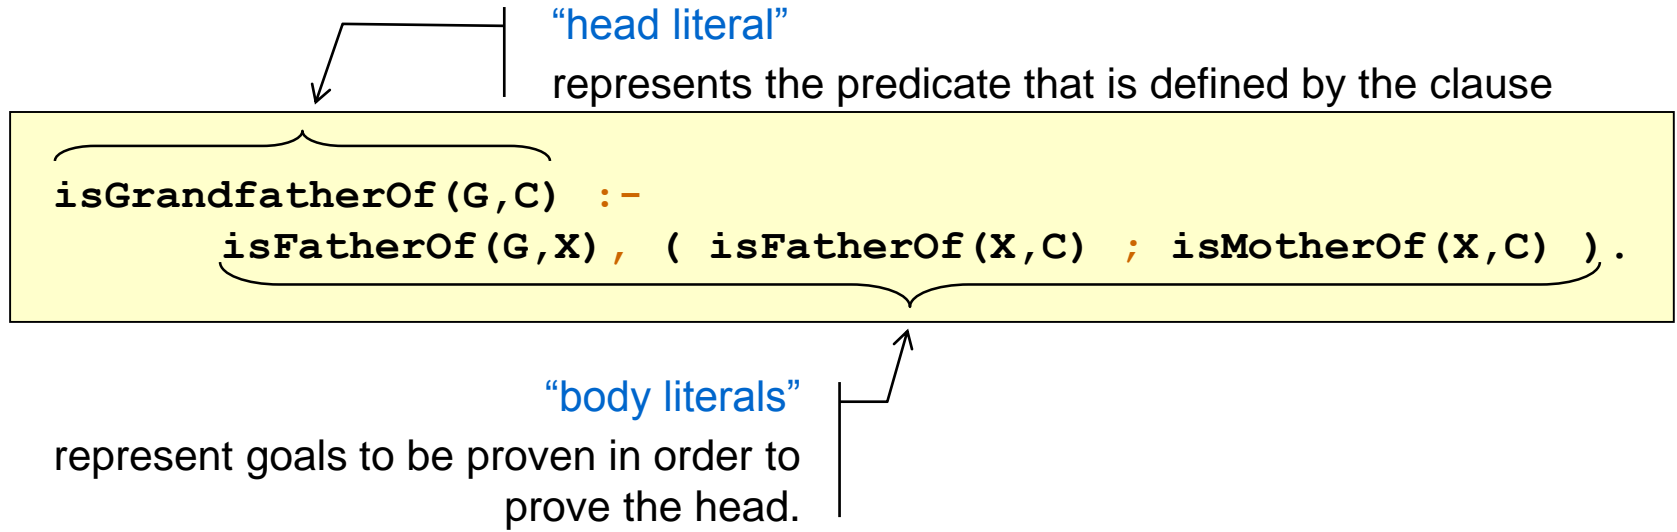 “head literal”
represents the predicate that is defined by the clause
isGrandfatherOf(G,C) :-
isFatherOf(G,X), ( isFatherOf(X,C) ; isMotherOf(X,C) ).
“body literals”
represent goals to be proven in order to
prove the head.